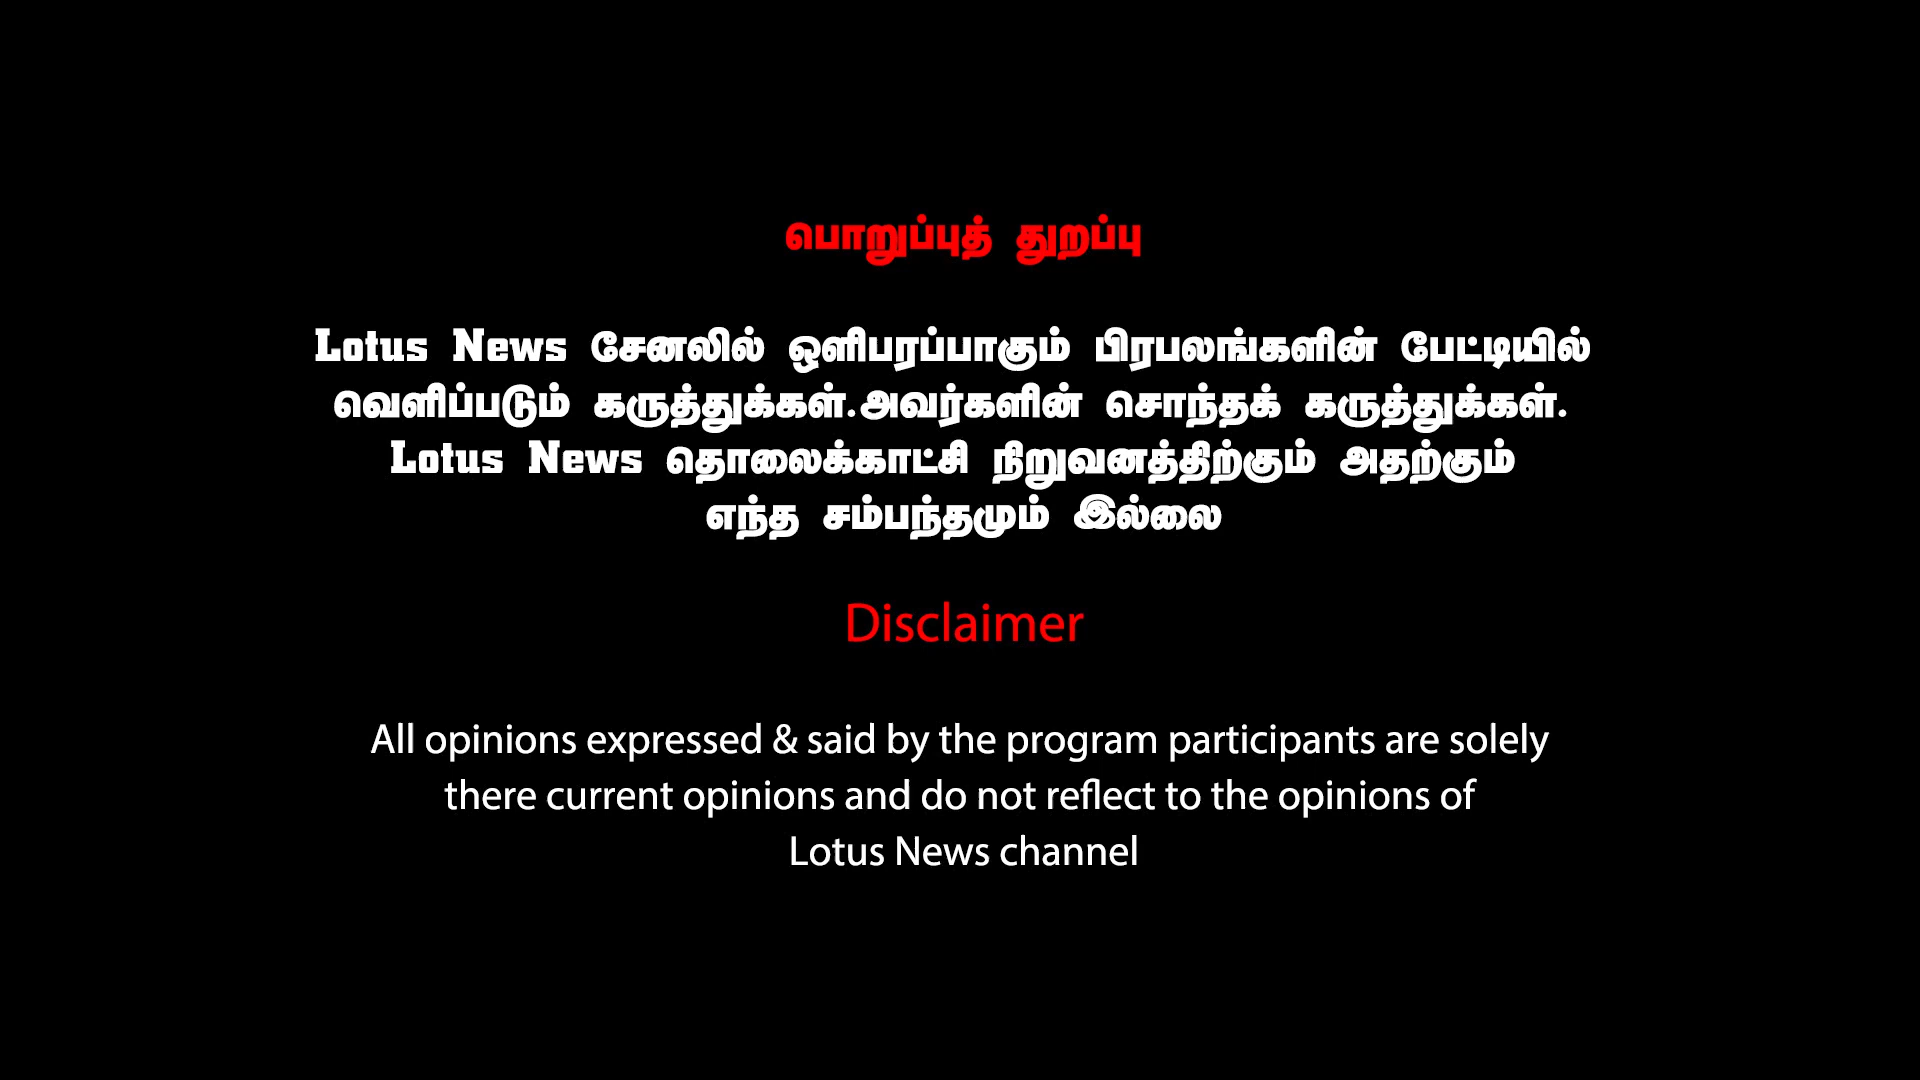 பொறுப்புத் துறப்பு
Lotus News சேனலில் ஒளிபரப்பாகும் பிரபலங்களின் பேட்டியில்
வெளிப்படும் கருத்துக்கள்.அவர்களின் சொந்தக் கருத்துக்கள்.
Lotus News தொலைக்காட்சி நிறுவனத்திற்கும் அதற்கும்
எந்த சம்பந்தமும் இல்லை
Disclaimer
All opinions expressed & said by the program participants are solely
there current opinions and do not reflect to the opinions of
Lotus News channel